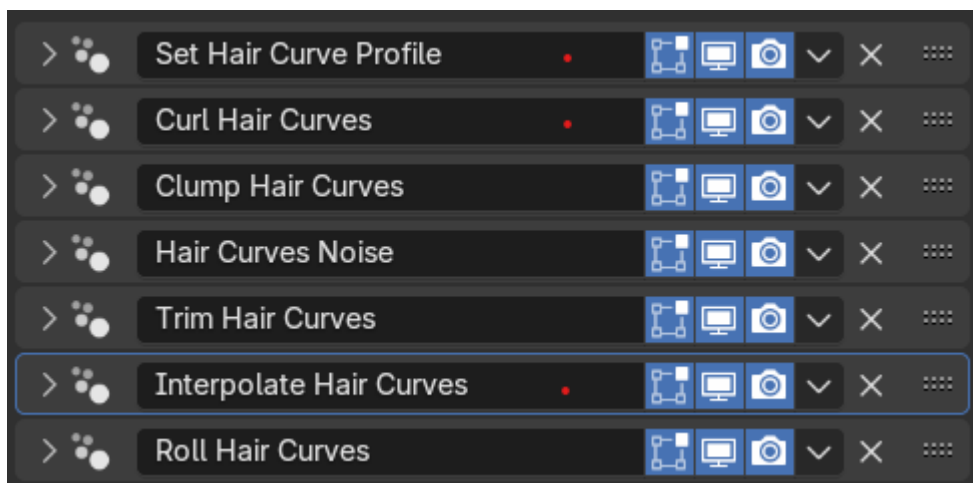 Set Hair Curve Profile
Curl Hair Curves
Clump Hair Curves
Hair Curves Noise
Trim Hair Curves
Interpolate Hair Curves
Roll Hair Curves